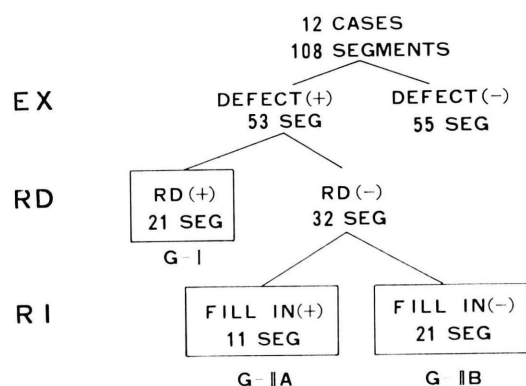 12 CASES
108 SEGMENTS
EX
DEFECT(+)
53 SEG
DEFECT(−)
55 SEG
RD
RD(+)
21 SEG
G-I
RD(−)
32 SEG
RI
FILL IN(+)
11 SEG
G-ⅡA
FILL IN(−)
21 SEG
G-ⅡB